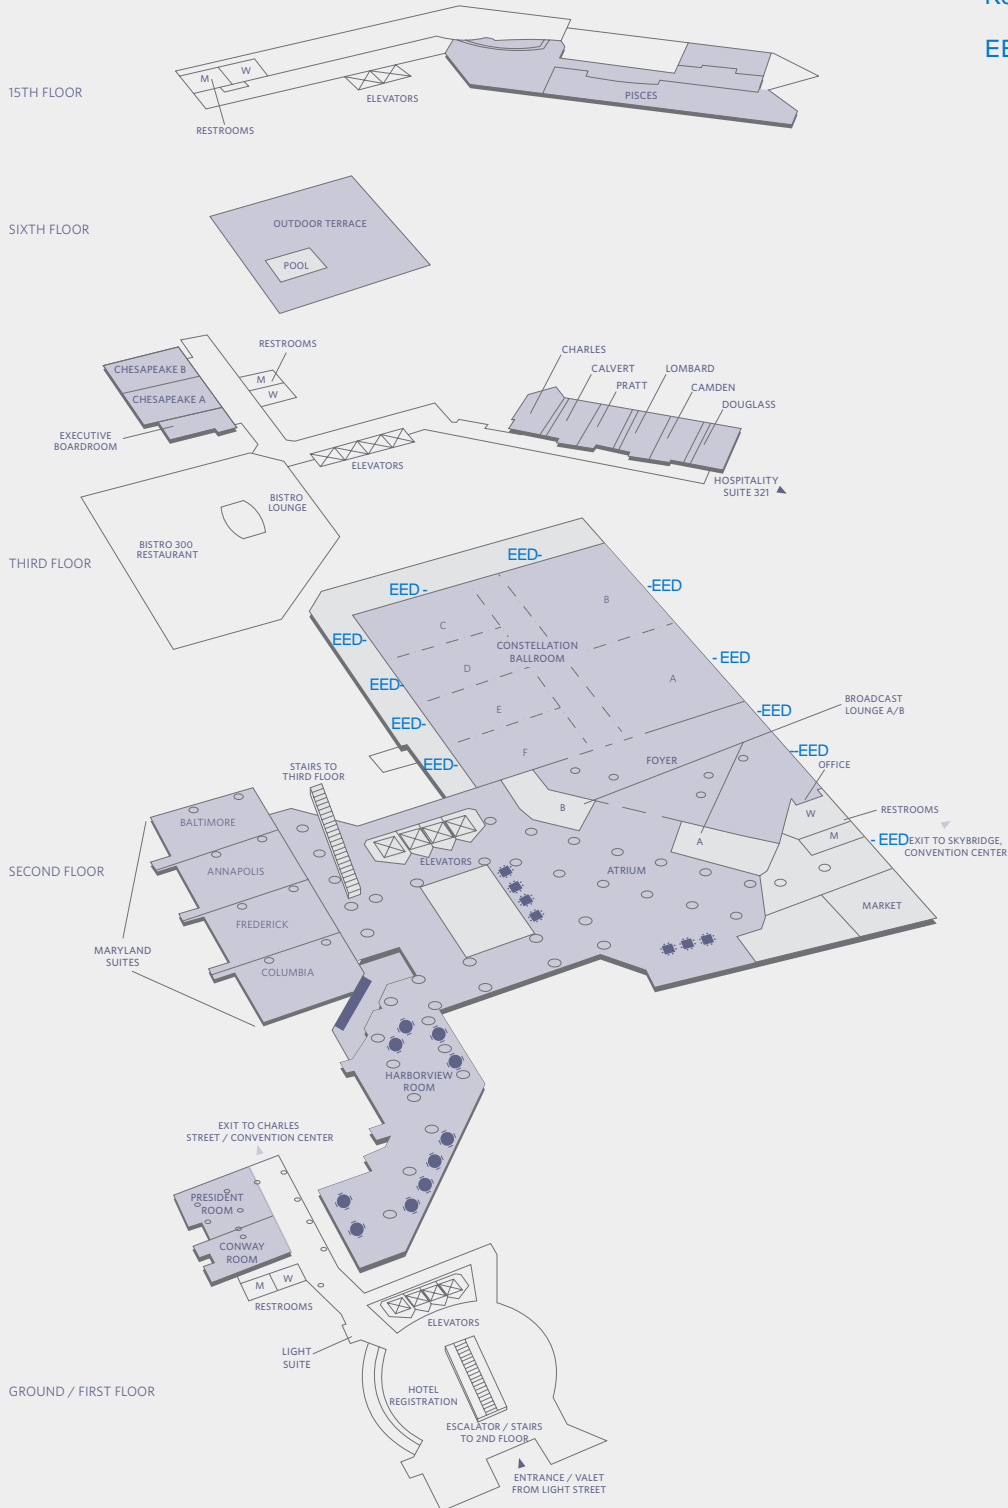 EE
15TH FLOOR
M
W
RESTROOMS
ELEVATORS
PISCES
SIXTH FLOOR
OUTDOOR TERRACE
POOL
RESTROOMS
M
W
CHESAPEAKE B
CHESAPEAKE A
EXECUTIVE
BOARDROOM
ELEVATORS
CHARLES
CALVERT
PRATT
LOMBARD
CAMDEN
DOUGLASS
HOSPITALITY
SUITE 321
BISTRO
LOUNGE
BISTRO 300
RESTAURANT
THIRD FLOOR
EED-
EED -
-EED
EED-
- EED
EED-
-EED
EED-
--EED
EED-
- EED
B
C
CONSTELLATION
BALLROOM
D
A
E
F
FOYER
BROADCAST
LOUNGE A/B
OFFICE
B
A
W
M
RESTROOMS
EXIT TO SKYBRIDGE,
CONVENTION CENTER
STAIRS TO
THIRD FLOOR
BALTIMORE
ELEVATORS
ATRIUM
SECOND FLOOR
ANNAPOLIS
MARKET
FREDERICK
MARYLAND
SUITES
COLUMBIA
HARBORVIEW
ROOM
EXIT TO CHARLES
STREET / CONVENTION CENTER
PRESIDENT
ROOM
CONWAY
ROOM
M
W
RESTROOMS
ELEVATORS
LIGHT
SUITE
GROUND / FIRST FLOOR
HOTEL
REGISTRATION
ESCALATOR / STAIRS
TO 2ND FLOOR
ENTRANCE / VALET
FROM LIGHT STREET